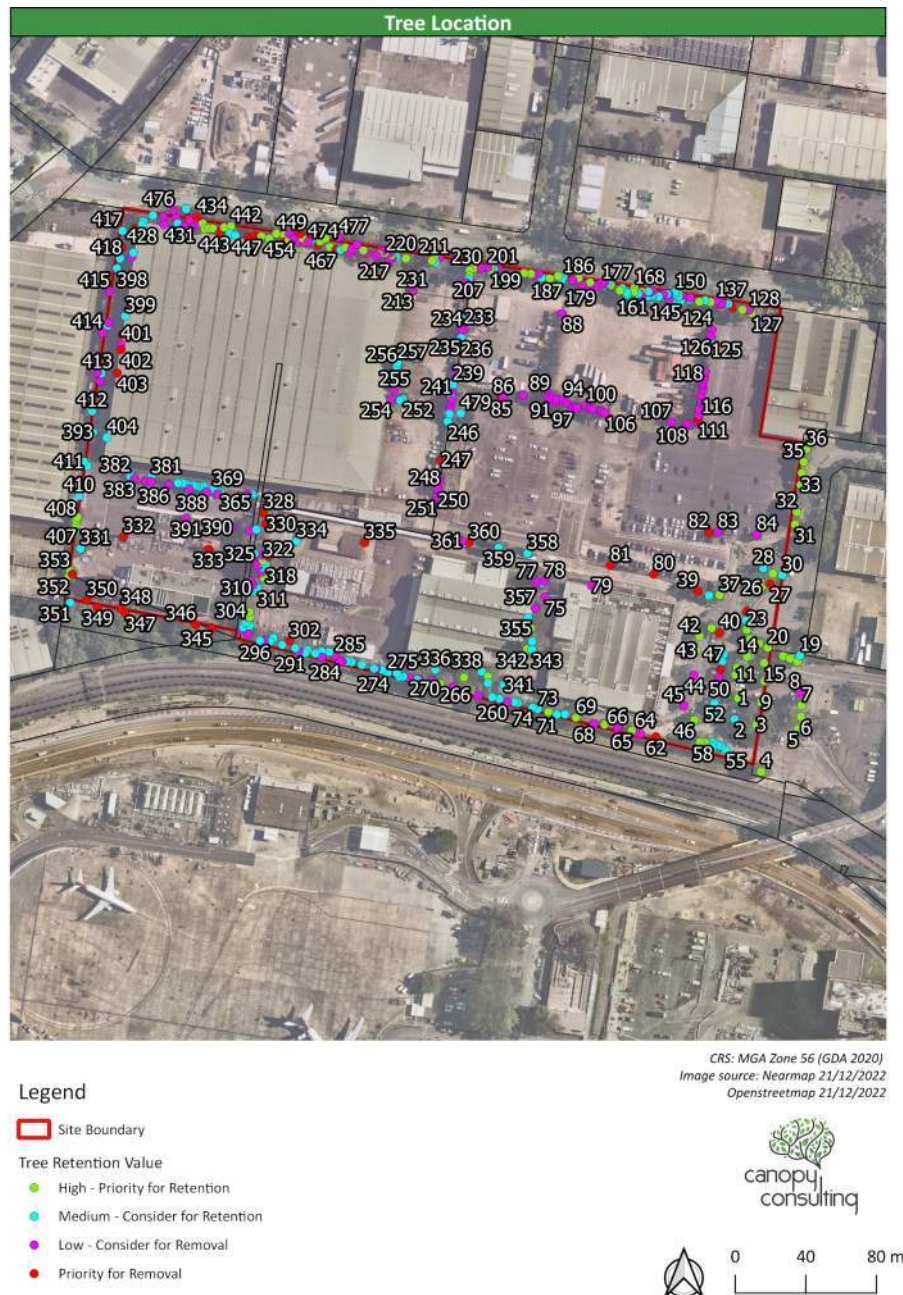 Tree Location
476 434 442 449 474 477
417 428 431 443 447 454 467 217 220 211 230 201
418 398 231 213 207 199 187 186 177 168 150 137 128
415 399 88 179 161 145 124 127
414 401 234 233 126 125
402 257 256 235 236
413 403 255 239 118
412 254 252 241 479 86 89 94 100 116
393 404 246 85 91 97 106 107 108 111 36
411 382 381 369 247 35
410 383 386 388 365 248 33
408 391 390 328 251 250 32
407 331 332 330 334 335 361 360 82 83 84 31
353 333 325 322 359 358 81 80 28 30
352 310 318 77 78 79 39 37 26 27
351 350 348 311 357 75 23
349 347 346 304 355 42 40 20
345 302 43 47 14 19
296 291 285 284 342 343 15
274 275 336 338 44 11 8
270 266 341 45 50 1 9 7
260 74 73 69 52 2 3 6
71 68 66 65 64 62 46 58 55 5
4
CRS: MGA Zone 56 (GDA 2020)
Image source: Nearmap 21/12/2022
Openstreetmap 21/12/2022
Legend
Site Boundary
Tree Retention Value
High - Priority for Retention
Medium - Consider for Retention
Low - Consider for Removal
Priority for Removal
canopy
consulting
0 40 80 m